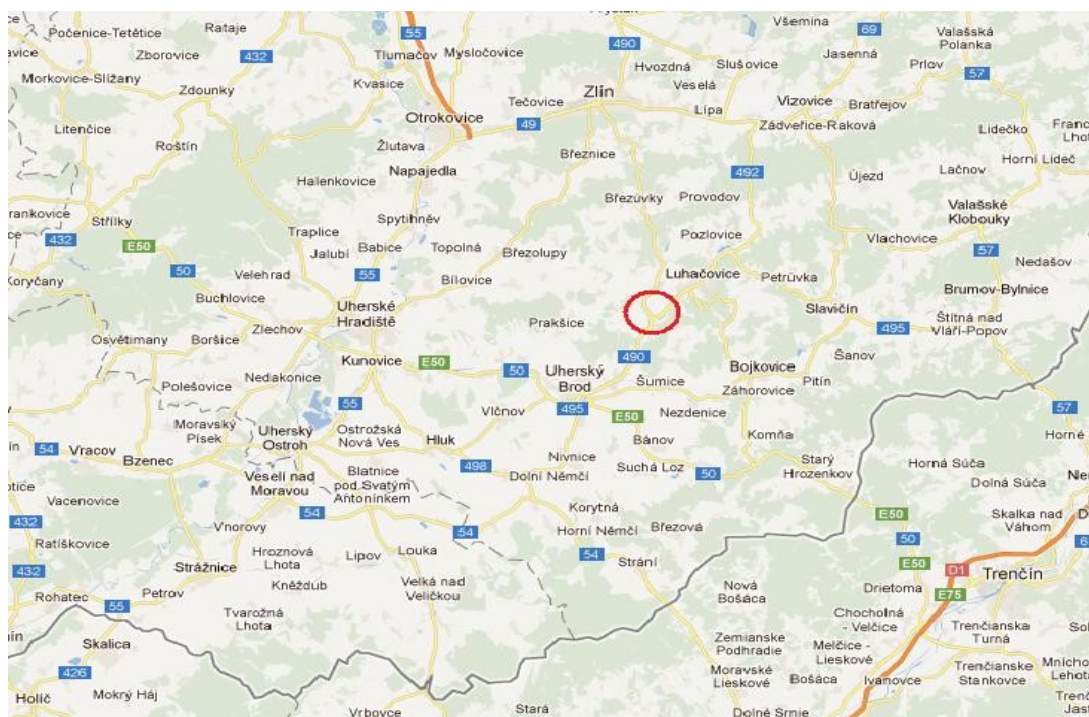 Počenice-Tetětice
Rataje
55
490
Všemina
69
Valašská
Polanka
Zborovice
432
Tlumačov
Mysločovice
Hvozdná
Slušovice
Jasenná
Prlov
57
Morkovice-Slížany
Zdounky
Kvasice
Zlín
Veselá
Tečovice
Lípa
Vizovice
Bratřejov
Otrokovice
49
Zádveřice-Raková
Lidečko
Litenčice
Roštín
Žlutava
Březnice
Horní Lideč
Napajedla
492
Újezd
Lačnov
Halenkovice
490
Březůvky
Provodov
Valašské
Klobouky
Střílky
Spytihněv
432
E50
Traplice
Babice
Topolná
Březolupy
Pozlovice
Vlachovice
Jalubí
57
50
Velehrad
55
Bílovice
Luhačovice
Petrůvka
Nedašov
Koryčany
Buchlovice
Brumov-Bylnice
Uherské
Hradiště
Slavičín
Zlechov
Prakšice
495
Štítná nad
Vláří-Popov
Osvětimany
Boršice
Kunovice
E50
50
490
Uherský
Brod
Šumice
Bojkovice
Šanov
Pitín
Polešovice
Nedakonice
Záhorovice
55
Vlčnov
495
E50
Nezdenice
57
Moravský
Písek
Uherský
Ostroh
Ostrožská
Nová Ves
Hluk
Bánov
Komňa
54
Vracov
Bzenec
Nivnice
Blatnice
pod Svatým
Antonínkem
498
Dolní Němčí
Suchá Loz
50
Starý
Hrozenkov
Horná Súča
Veselí nad
Moravou
Dolná Súča
Vacenovice
Korytná
E50
Skalka nad
Váhom
Vnorovy
54
54
Horní Němčí
Březová
432
Ratíškovice
50
Hroznová
Lhota
Lipov
Louka
54
Strání
E50
D1
Trenčín
432
Strážnice
Kněždub
Velká nad
Veličkou
Nová
Bošáca
Drietoma
E75
Rohatec
55
Petrov
Tvarožná
Lhota
Chocholná
- Velčice
Trenčianska
Turná
Skalica
Zemianske
Podhradie
Melčice -
Lieskové
426
Moravské
Lieskové
Bošáca
Ivanovce
Trenčianske
Stankovce
Holíč
Mokrý Háj
Vrbovce
Stará
Dolné Srnie